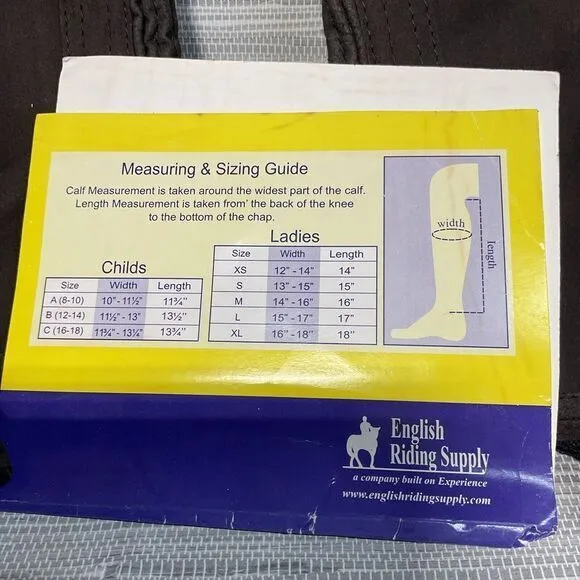 Measuring & Sizing Guide
Calf Measurement is taken around the widest part of the calf.
Length Measurement is taken from' the back of the knee
to the bottom of the chap.
Childs
Size Width Length
A (8-10) 10"-11½" 11¾"
B (12-14) 11½"- 13" 13½"
C (16-18) 11¾"- 13¼" 13¾"
Ladies
Size Width Length
XS 12" - 14" 14"
S 13" - 15" 15"
M 14" - 16" 16"
L 15" - 17" 17"
XL 16" - 18" 18"
width
length
English
Riding Supply
a company built on Experience
www.englishridingsupply.com